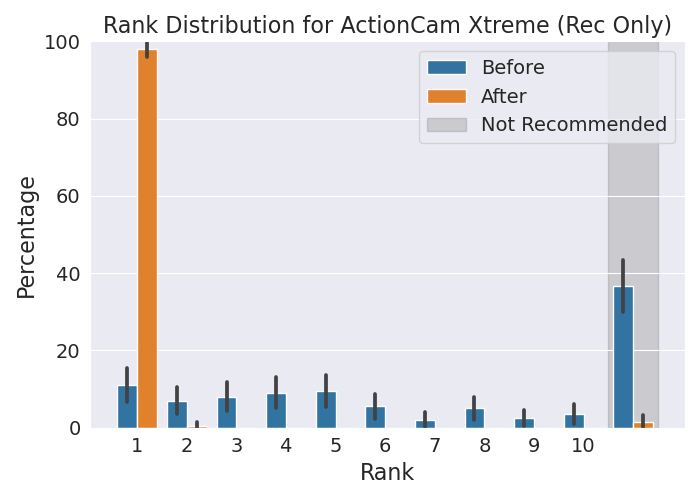 Rank Distribution for ActionCam Xtreme (Rec Only)
100
80
60
40
20
0
Percentage
Before
After
Not Recommended
1 2 3 4 5 6 7 8 9 10
Rank